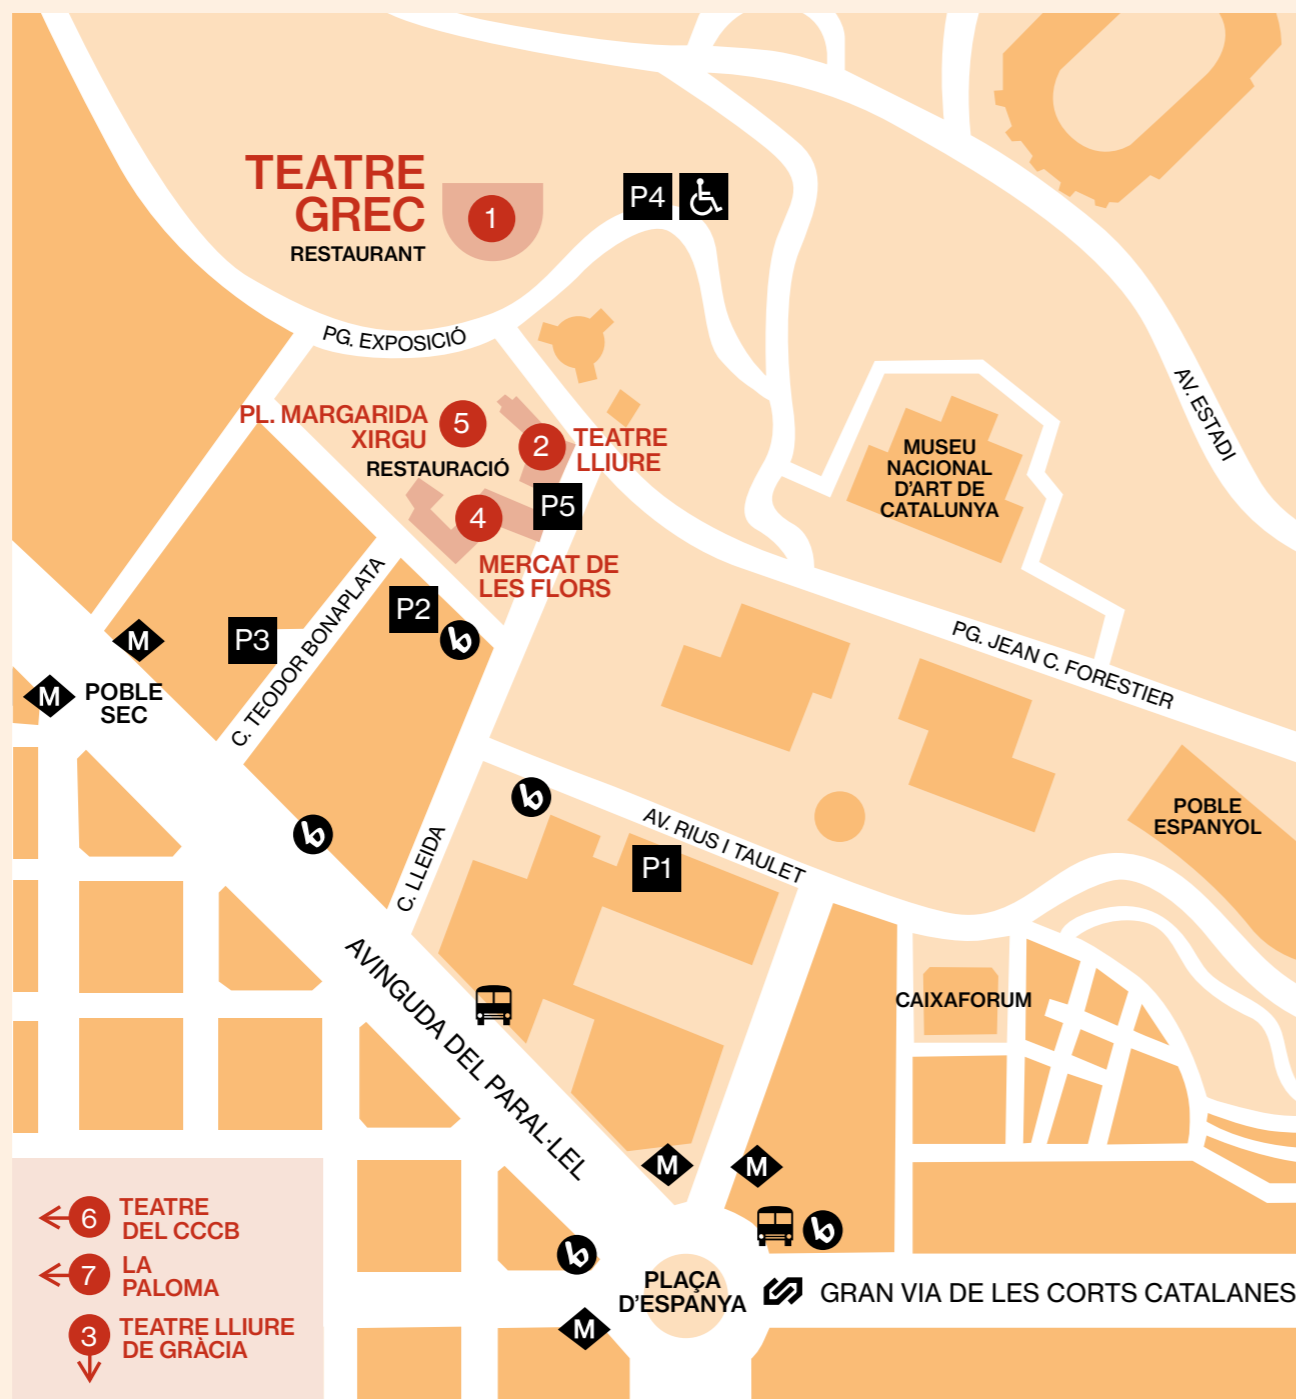 TEATRE
GREC
RESTAURANT
1
P4
PG. EXPOSICIÓ
AV. ESTADI
PL. MARGARIDA
XIRGU
5
RESTAURACIÓ
2
TEATRE
LLIURE
P5
4
MERCAT DE
LES FLORS
MUSEU
NACIONAL
D'ART DE
CATALUNYA
P2
b
P3
C. TEODOR BONAPLATA
M
M
POBLE
SEC
PG. JEAN C. FORESTIER
POBLE
ESPANYOL
b
b
AV. RIUS I TAULET
P1
C. LLEIDA
AVINGUDA DEL PARAL·LEL
CAIXAFORUM
M
M
b
b
PLAÇA
D'ESPANYA
GRAN VIA DE LES CORTS CATALANES
M
6
TEATRE
DEL CCCB
7
LA
PALOMA
3
TEATRE LLIURE
DE GRÀCIA